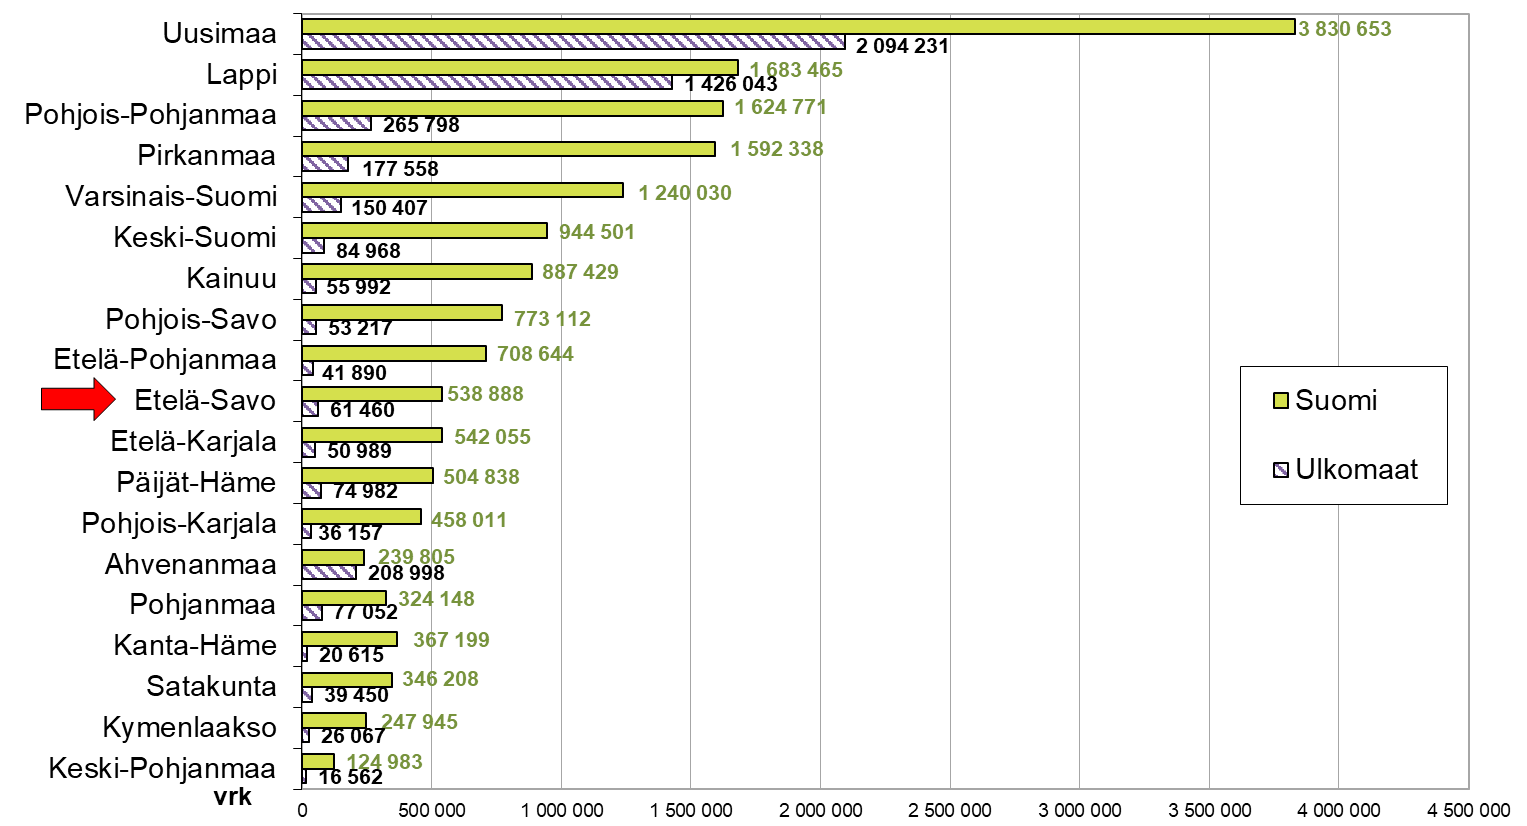 Uusimaa
3 830 653
2 094 231
Lappi
1 683 465
1 426 043
Pohjois-Pohjanmaa
1 624 771
265 798
Pirkanmaa
1 592 338
177 558
Varsinais-Suomi
1 240 030
150 407
Keski-Suomi
944 501
84 968
Kainuu
887 429
55 992
Pohjois-Savo
773 112
53 217
Etelä-Pohjanmaa
708 644
41 890
Etelä-Savo
538 888
61 460
Etelä-Karjala
542 055
50 989
Päijät-Häme
504 838
74 982
Pohjois-Karjala
458 011
36 157
Ahvenanmaa
239 805
208 998
Pohjanmaa
324 148
77 052
Kanta-Häme
367 199
20 615
Satakunta
346 208
39 450
Kymenlaakso
247 945
26 067
Keski-Pohjanmaa
124 983
16 562
vrk
0 500 000 1 000 000 1 500 000 2 000 000 2 500 000 3 000 000 3 500 000 4 000 000 4 500 000
Suomi
Ulkomaat